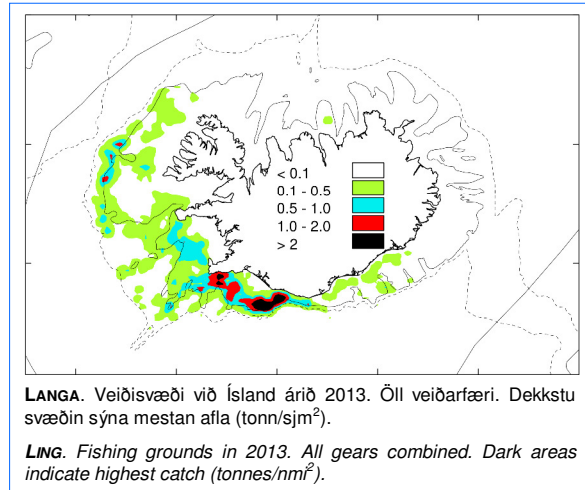 < 0.1
0.1 - 0.5
0.5 - 1.0
1.0 - 2.0
> 2
LANGA. Veiðisvæði við Ísland árið 2013. Öll veiðarfæri. Dekkstu
svæðin sýna mestan afla (tonn/sjm²).
LING. Fishing grounds in 2013. All gears combined. Dark areas
indicate highest catch (tonnes/nmi²).